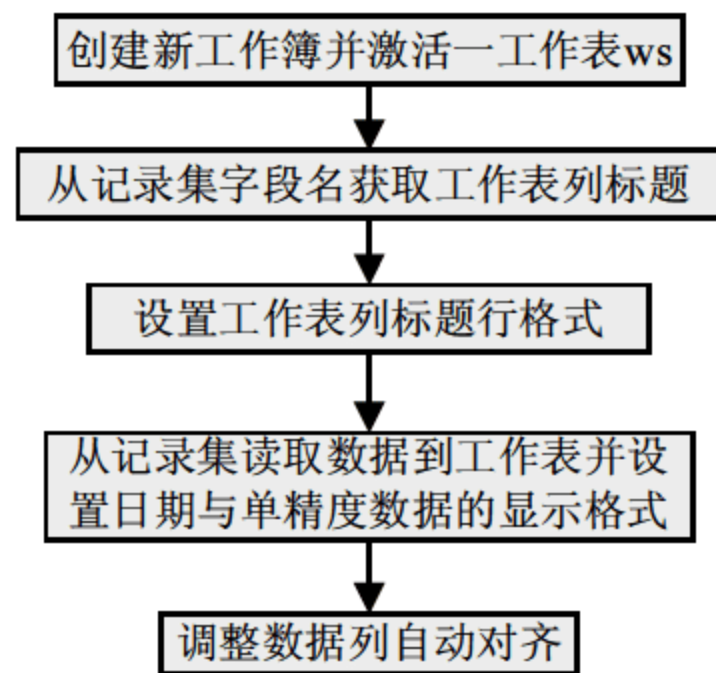 创建新工作簿并激活一工作表ws
从记录集字段名获取工作表列标题
设置工作表列标题行格式
从记录集读取数据到工作表并设
置日期与单精度数据的显示格式
调整数据列自动对齐